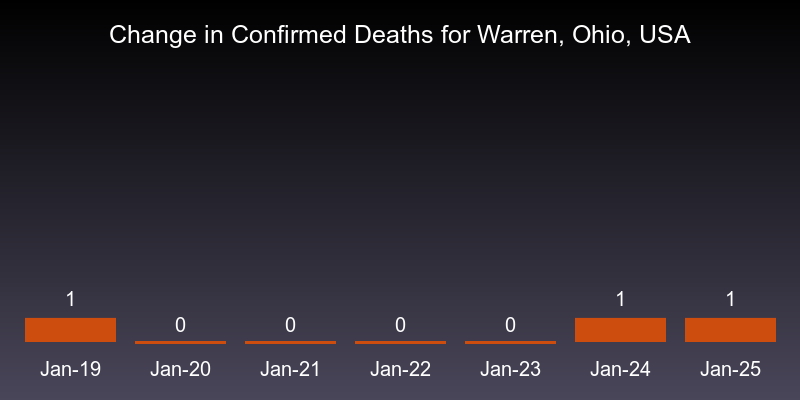 Change in Confirmed Deaths for Warren, Ohio, USA
1 0 0 0 0 1 1
Jan-19 Jan-20 Jan-21 Jan-22 Jan-23 Jan-24 Jan-25